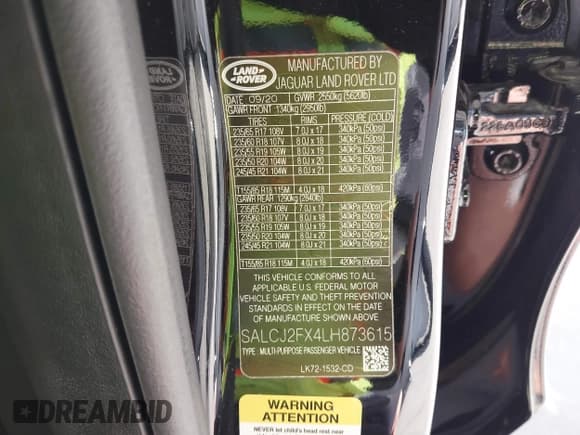 LAND
ROVER
MANUFACTURED BY
JAGUAR LAND ROVER LTD
DATE 09/20 GVWR 2550kg (5620lb)
GAWR FRONT 1340kg (2950lb)
TIRES RIMS PRESSURE (COLD)
235/65 R17 108V 7.0J x 17 340kPa (50psi)
235/60 R18 107V 8.0J x 18 340kPa (50psi)
235/55 R19 105W 8.0J x 19 340kPa (50psi)
235/50 R20 104W 8.0J x 20 340kPa (50psi)
245/45 R21 104W 8.0J x 21 340kPa (50psi)
T155/85 R18 115M 4.0J x 18 420kPa (60psi)
GAWR REAR 1290kg (2840lb)
235/65 R17 108V 7.0J x 17 340kPa (50psi)
235/60 R18 107V 8.0J x 18 340kPa (50psi)
235/55 R19 105W 8.0J x 19 340kPa (50psi)
235/50 R20 104W 8.0J x 20 340kPa (50psi)
245/45 R21 104W 8.0J x 21 340kPa (50psi)
T155/85 R18 115M 4.0J x 18 420kPa (60psi)
THIS VEHICLE CONFORMS TO ALL
APPLICABLE U.S. FEDERAL MOTOR
VEHICLE SAFETY AND THEFT PREVENTION
STANDARDS IN EFFECT ON THE DATE
OF MANUFACTURE SHOWN ABOVE.
SALCJ2FX4LH873615
TYPE : MULTI-PURPOSE PASSENGER VEHICLE
LK72-1532-CD
WARNING
ATTENTION
NEVER let child's head rest near
DREAMBID